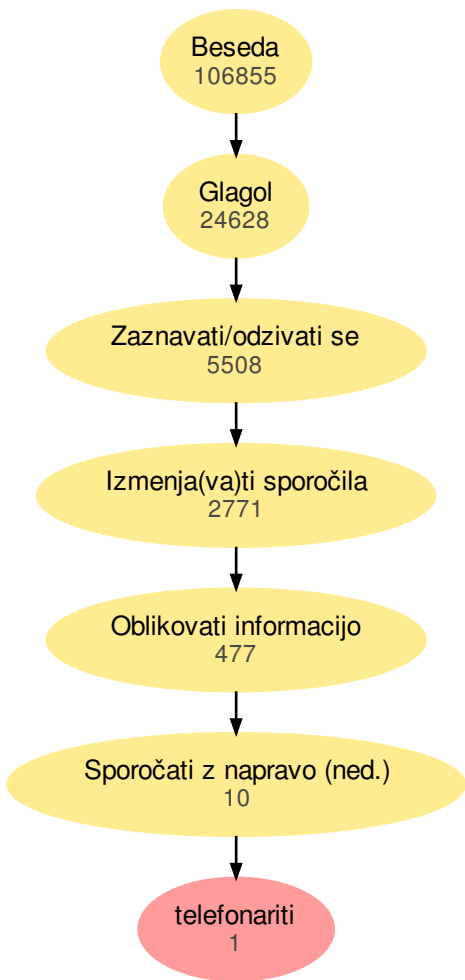 Beseda
106855
Glagol
24628
Zaznavati/odzivati se
5508
Izmenja(va)ti sporočila
2771
Oblikovati informacijo
477
Sporočati z napravo (ned.)
10
telefonariti
1